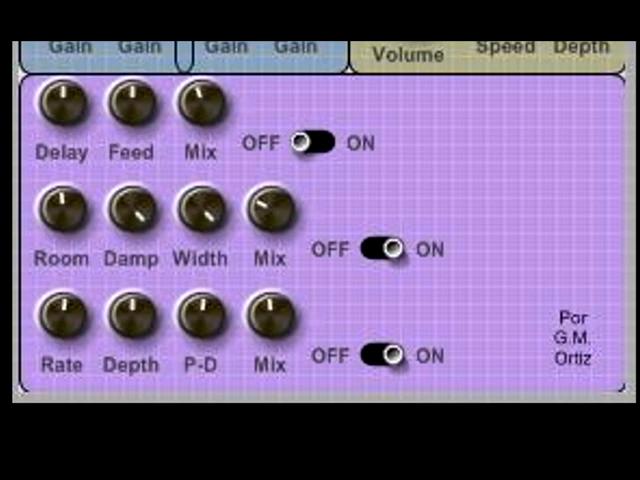 Gain Gain Gain Gain Volume Speed Depth
Delay Feed Mix OFF ON
Room Damp Width Mix OFF ON
Rate Depth P-D Mix OFF ON
Por
G.M.
Ortiz